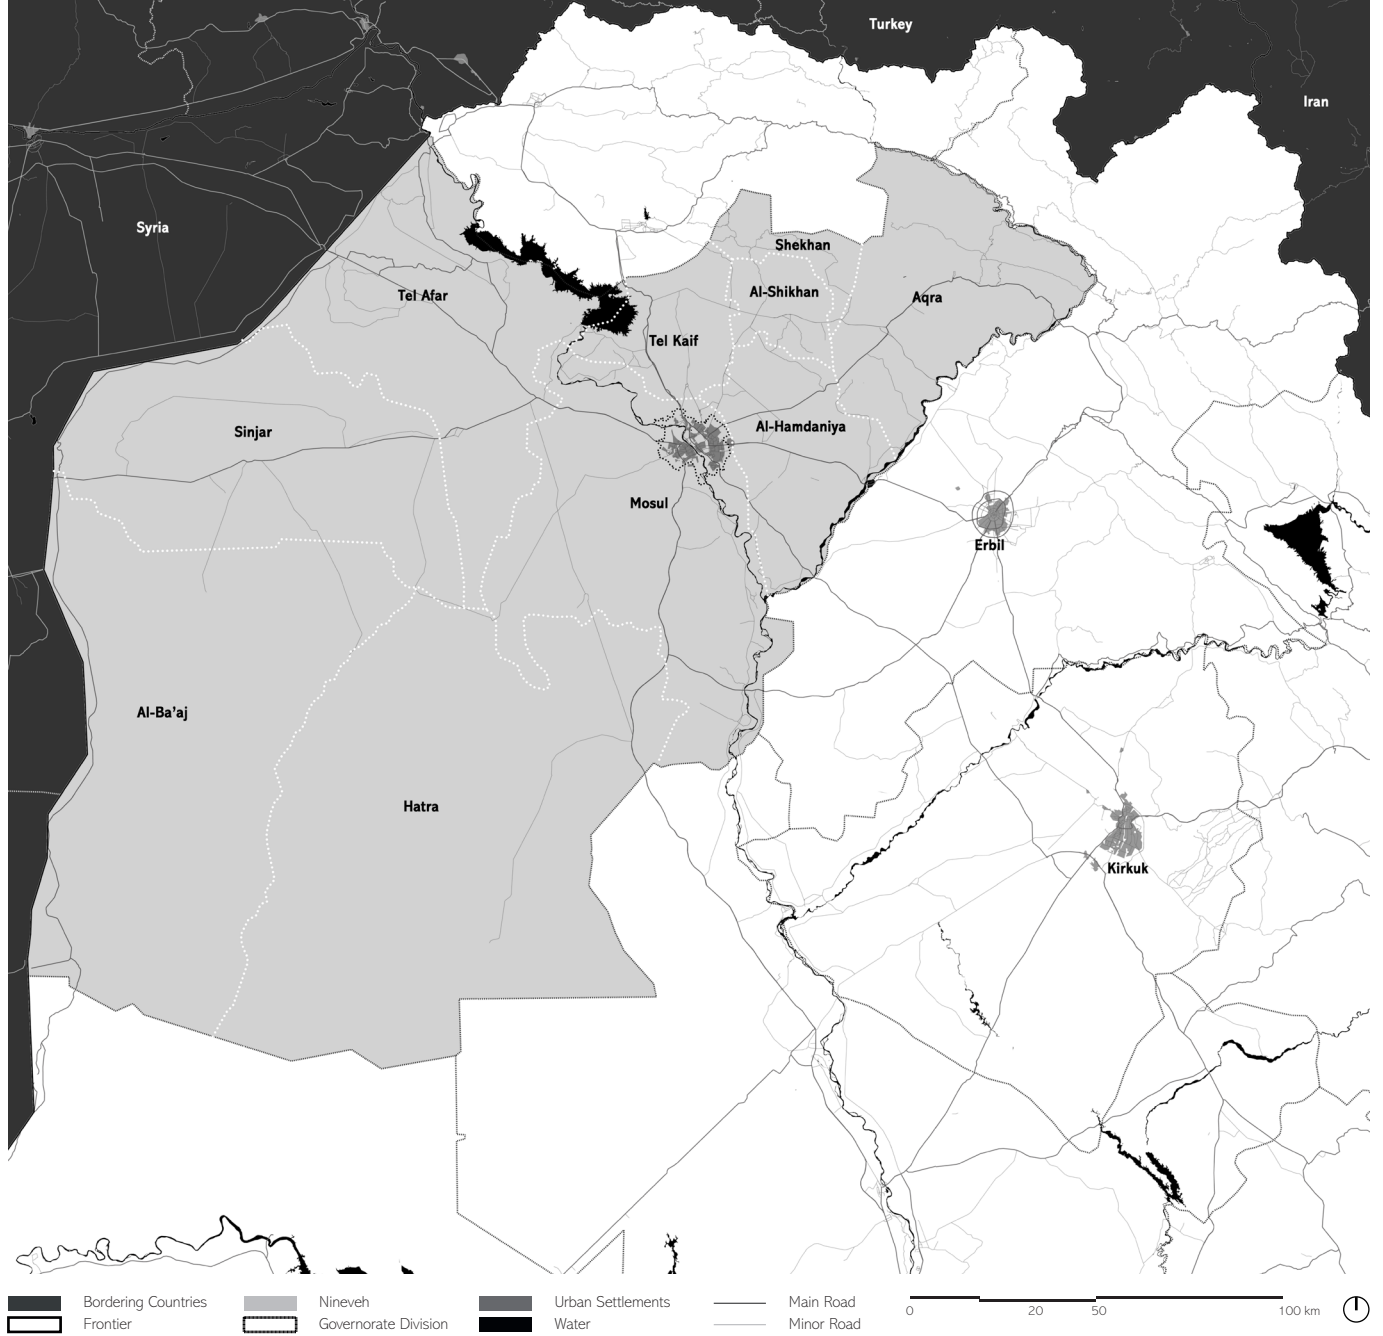 Turkey
Iran
Syria
Shekhan
Al-Shikhan
Tel Afar
Aqra
Tel Kaif
Al-Hamdaniya
Sinjar
Mosul
Erbil
Al-Ba'aj
Hatra
Kirkuk
Bordering Countries
Nineveh
Urban Settlements
Main Road
Frontier
Governorate Division
Water
Minor Road
0 20 50 100 km